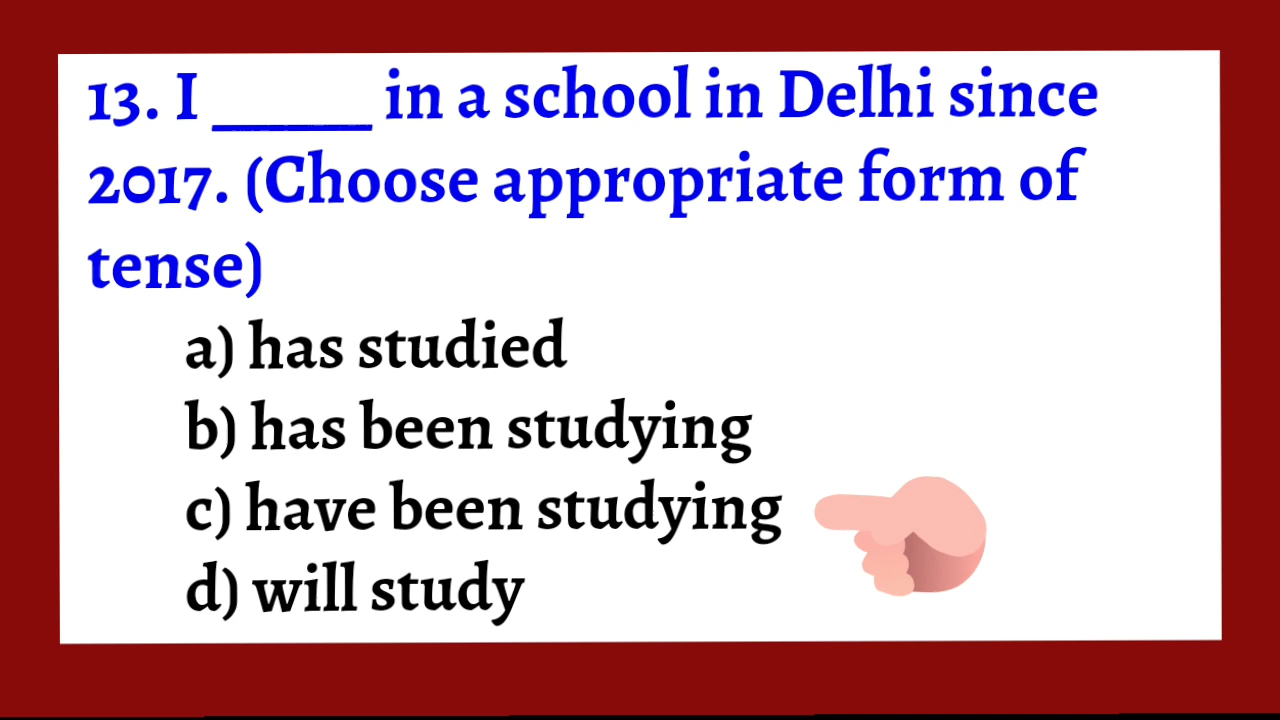 13. I _____ in a school in Delhi since
2017. (Choose appropriate form of
tense)
a) has studied
b) has been studying
c) have been studying
d) will study